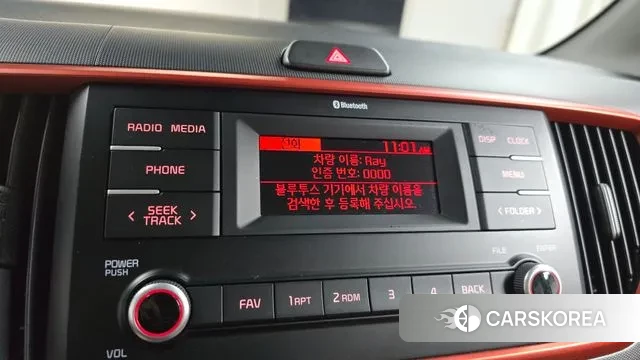 Bluetooth
RADIO MEDIA
PHONE
< SEEK TRACK >
전화 11:01 AM
차량 이름: Ray
인증 번호: 0000
블루투스 기기에서 차량 이름을
검색한 후 등록해 주십시오.
DISP CLOCK
MENU
< FOLDER >
POWER
PUSH
VOL
FAV
1 RPT
2 RDM
3
4
BACK
FILE
ENTER
CARSKOREA